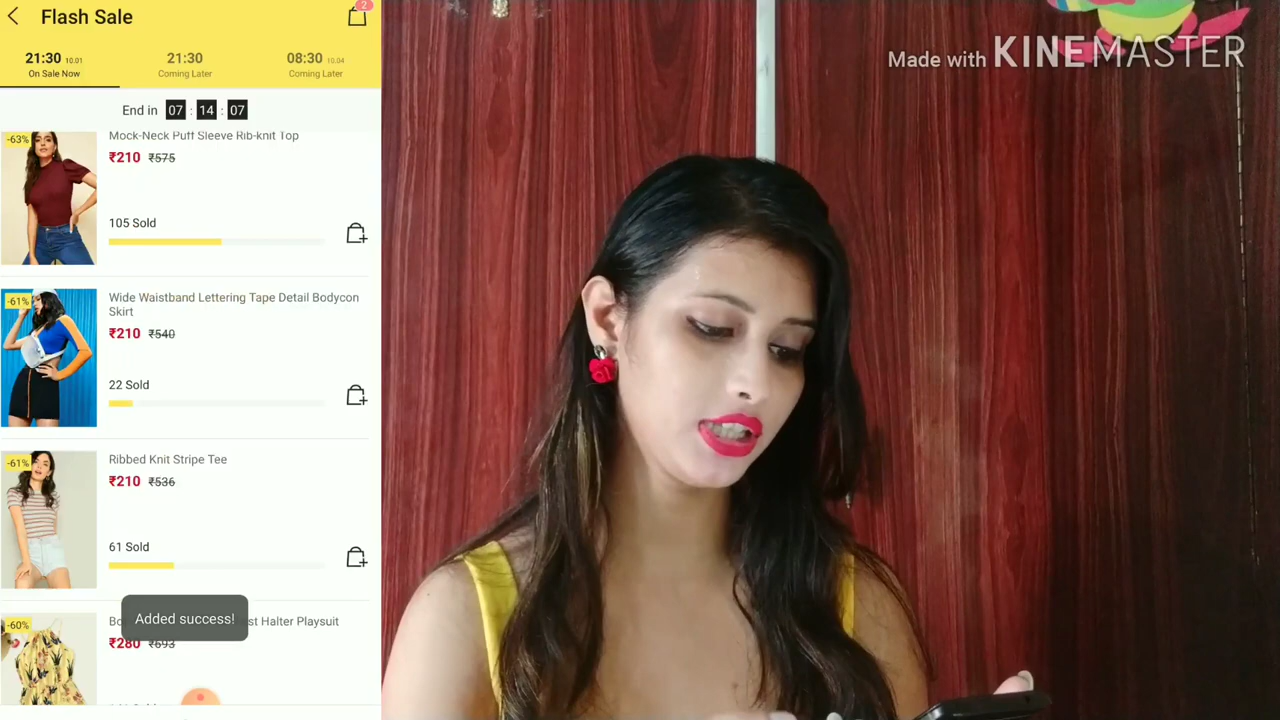 Flash Sale
2
21:30 10.01
On Sale Now
21:30
Coming Later
08:30 10.04
Coming Later
End in 07 : 14 : 07
-63%
Mock-Neck Puff Sleeve Rib-knit Top
₹210 ₹575
105 Sold
-61%
Wide Waistband Lettering Tape Detail Bodycon
Skirt
₹210 ₹540
22 Sold
-61%
Ribbed Knit Stripe Tee
₹210 ₹536
61 Sold
Added success!
-60%
Halter Playsuit
₹280 ₹693
Made with KINEMASTER